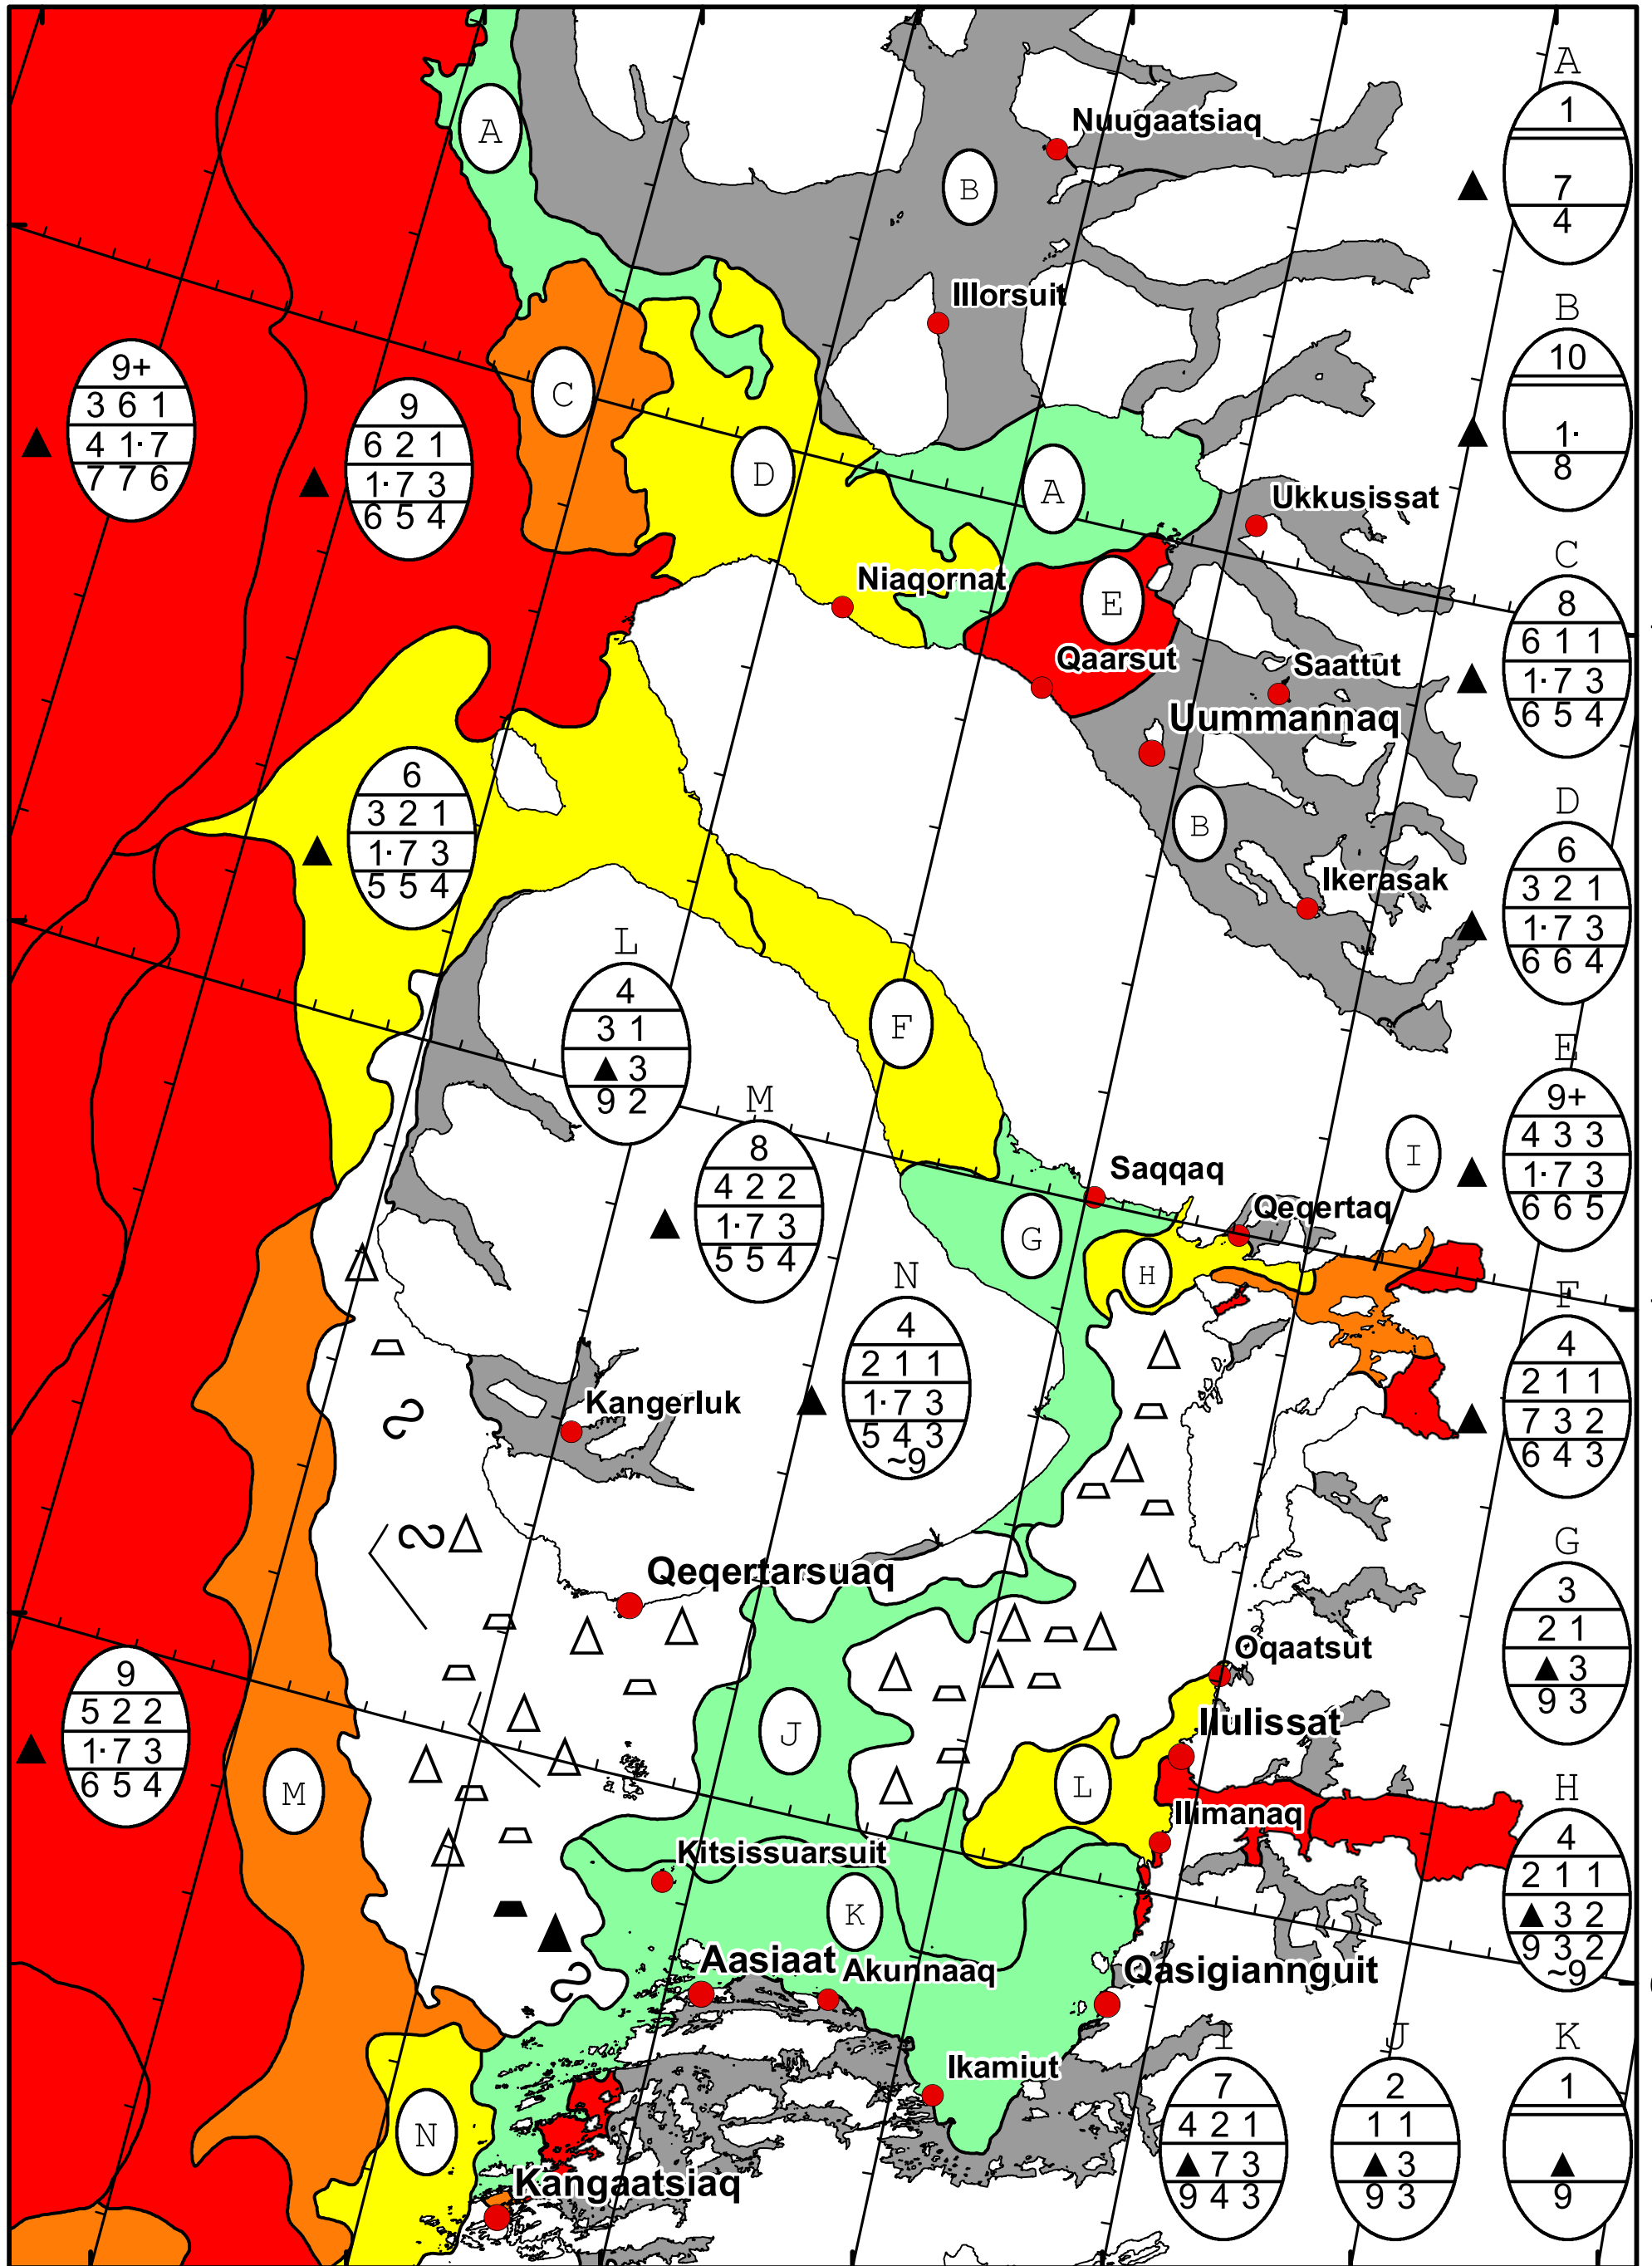 A
1
7
4
A
Nuugaatsiaq
B
Illorsuit
B
10
1·
8
9+
3 6 1
4 1· 7
7 7 6
9
6 2 1
1· 7 3
6 5 4
C
D
A
Ukkusissat
Niaqornat
E
C
8
6 1 1
1· 7 3
6 5 4
Qaarsut
Saattut
Uummannaq
6
3 2 1
1· 7 3
5 5 4
B
Ikerasak
D
6
3 2 1
1· 7 3
6 6 4
L
4
3 1
▲ 3
9 2
F
M
8
4 2 2
1· 7 3
5 5 4
E
9+
4 3 3
1· 7 3
6 6 5
I
Saqqaq
Qeqertaq
G
H
N
4
2 1 1
1· 7 3
5 4 3
~9
F
4
2 1 1
7 3 2
6 4 3
Kangerluk
Qeqertarsuaq
G
3
2 1
▲ 3
9 3
Oqaatsut
Ilulissat
9
5 2 2
1· 7 3
6 5 4
M
J
L
Ilimanaq
Kitsissuarsuit
K
H
4
2 1 1
▲ 3 2
9 3 2
~9
Aasiaat
Akunnaaq
Qasigiannguit
Ikamiut
N
Kangaatsiaq
I
7
4 2 1
▲ 7 3
9 4 3
J
2
1 1
▲ 3
9 3
K
1
▲
9